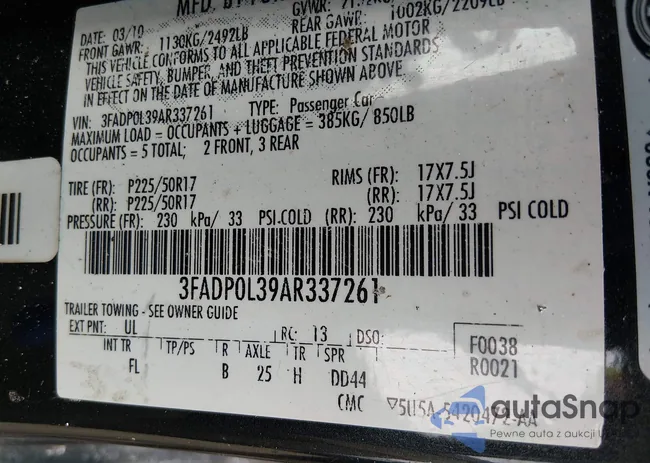 MFD. BY
GVWR:
DATE: 03/10
FRONT GAWR: 1130KG/2492LB
REAR GAWR: 1002KG/2209LB
THIS VEHICLE CONFORMS TO ALL APPLICABLE FEDERAL MOTOR
VEHICLE SAFETY, BUMPER, AND THEFT PREVENTION STANDARDS
IN EFFECT ON THE DATE OF MANUFACTURE SHOWN ABOVE.
VIN: 3FADP0L39AR337261 TYPE: Passenger Car
MAXIMUM LOAD = OCCUPANTS + LUGGAGE = 385KG/ 850LB
OCCUPANTS = 5 TOTAL; 2 FRONT, 3 REAR
TIRE (FR): P225/50R17 RIMS (FR): 17X7.5J
(RR): P225/50R17 (RR): 17X7.5J
PRESSURE (FR): 230 kPa/ 33 PSI.COLD (RR): 230 kPa/ 33 PSI COLD
3FADP0L39AR337261
TRAILER TOWING - SEE OWNER GUIDE
EXT PNT: UL RC: 13 DSO: F0038
R0021
INT TR TP/PS R AXLE TR SPR
FL B 25 H DD44
CMC
autaSnap
Pewne auta z aukcji